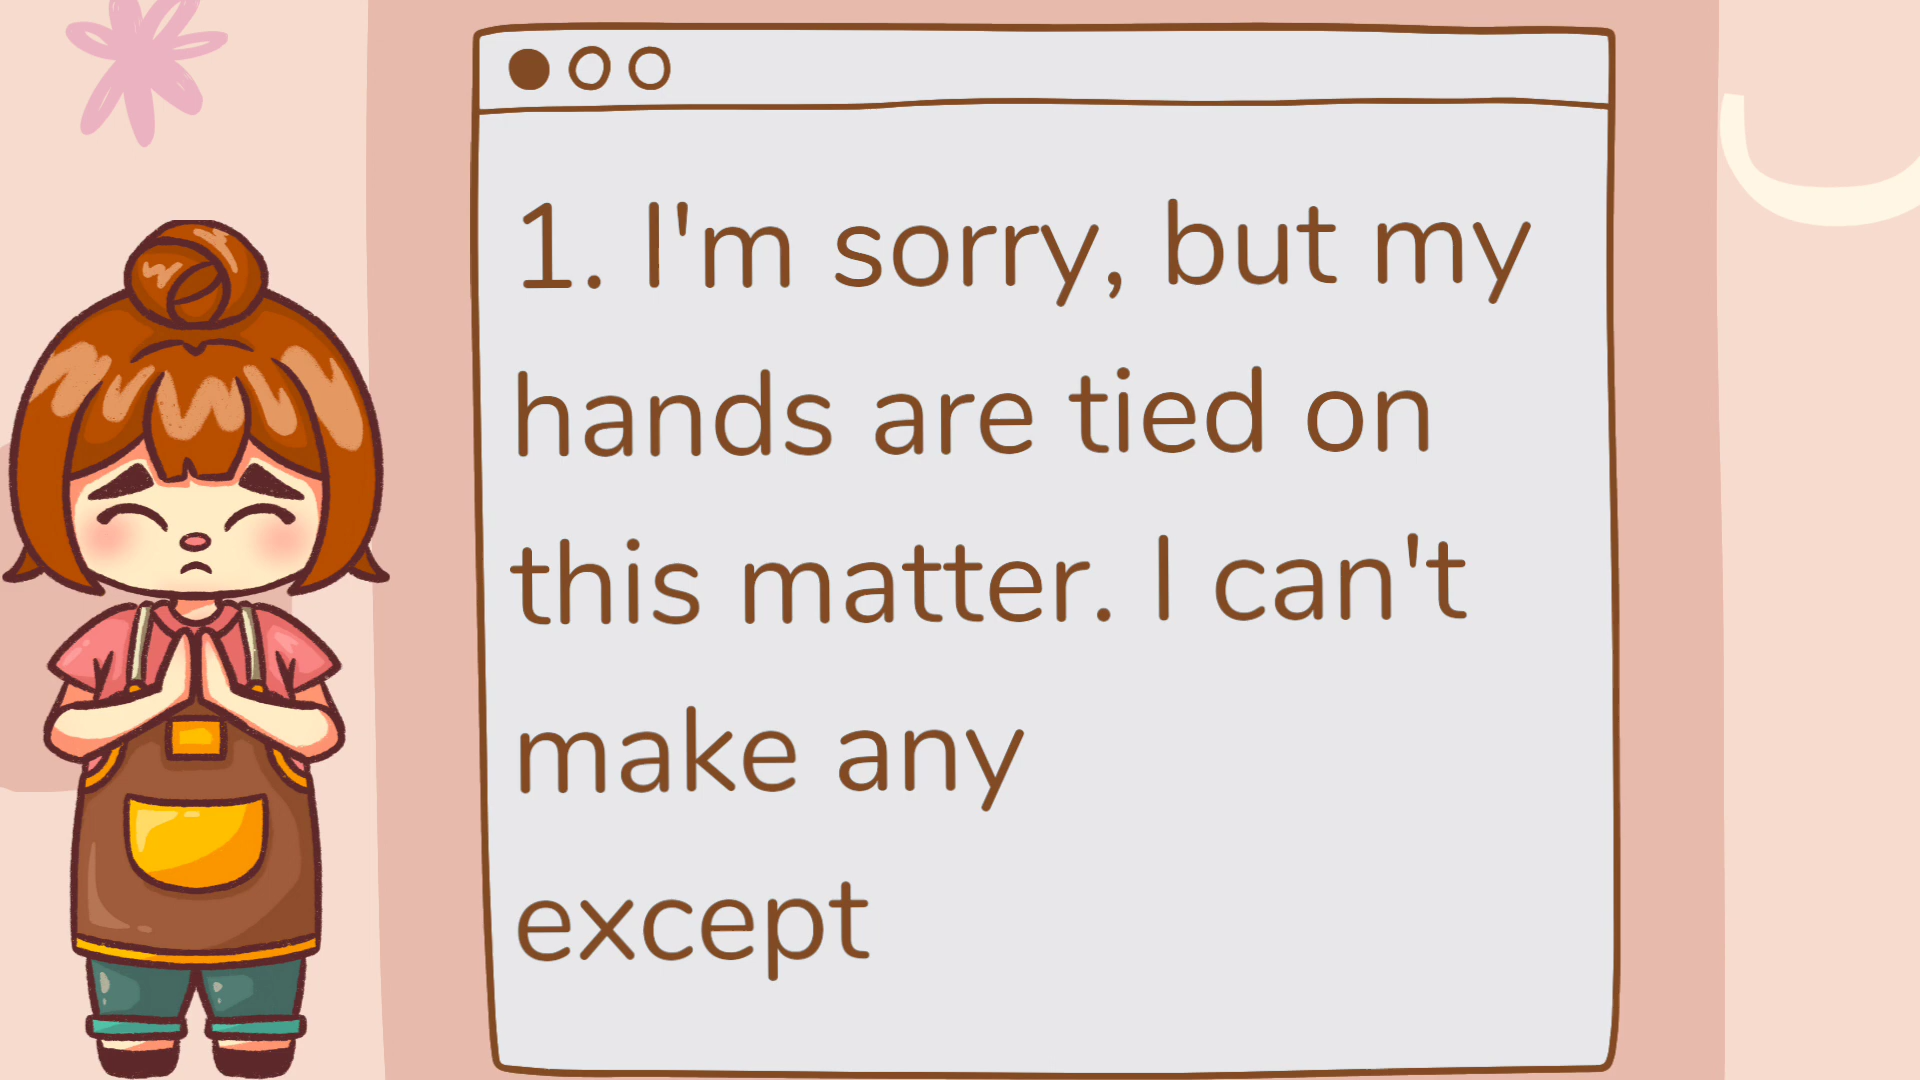 1. I'm sorry, but my
hands are tied on
this matter. I can't
make any
except